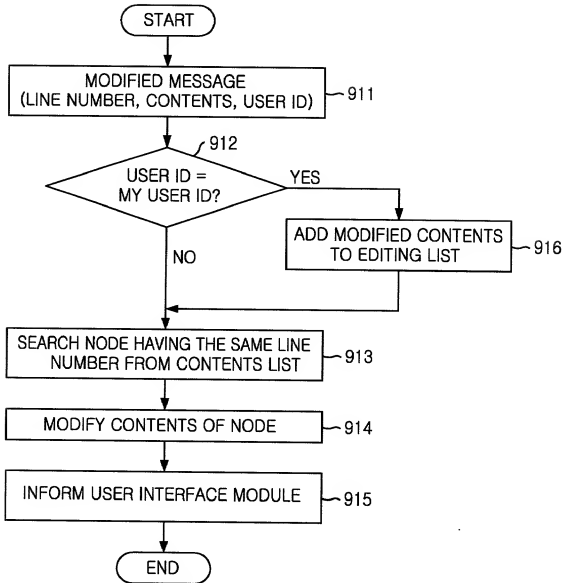 START
MODIFIED MESSAGE
(LINE NUMBER, CONTENTS, USER ID)
911
912
USER ID =
MY USER ID?
YES
NO
ADD MODIFIED CONTENTS
TO EDITING LIST
916
SEARCH NODE HAVING THE SAME LINE
NUMBER FROM CONTENTS LIST
913
MODIFY CONTENTS OF NODE
914
INFORM USER INTERFACE MODULE
915
END